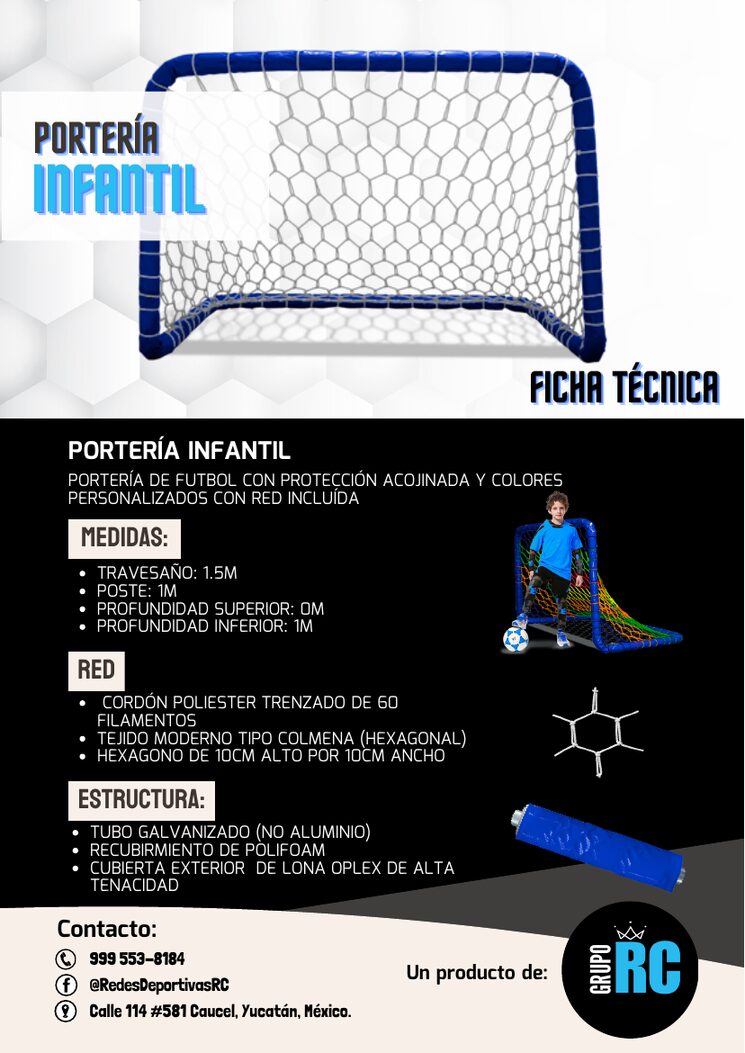 PORTERÍA
INFANTIL
FICHA TÉCNICA
PORTERÍA INFANTIL
PORTERÍA DE FUTBOL CON PROTECCIÓN ACOJINADA Y COLORES
PERSONALIZADOS CON RED INCLUÍDA
MEDIDAS:
• TRAVESAÑO: 1.5M
• POSTE: 1M
• PROFUNDIDAD SUPERIOR: 0M
• PROFUNDIDAD INFERIOR: 1M
RED
• CORDÓN POLIESTER TRENZADO DE 60
FILAMENTOS
• TEJIDO MODERNO TIPO COLMENA (HEXAGONAL)
• HEXAGONO DE 10CM ALTO POR 10CM ANCHO
ESTRUCTURA:
• TUBO GALVANIZADO (NO ALUMINIO)
• RECUBIRMIENTO DE POLIFOAM
• CUBIERTA EXTERIOR DE LONA OPLEX DE ALTA
TENACIDAD
Contacto:
999 553-8184
@RedesDeportivasRC
Calle 114 #581 Caucel, Yucatán, México.
Un producto de:
GRUPO
RC